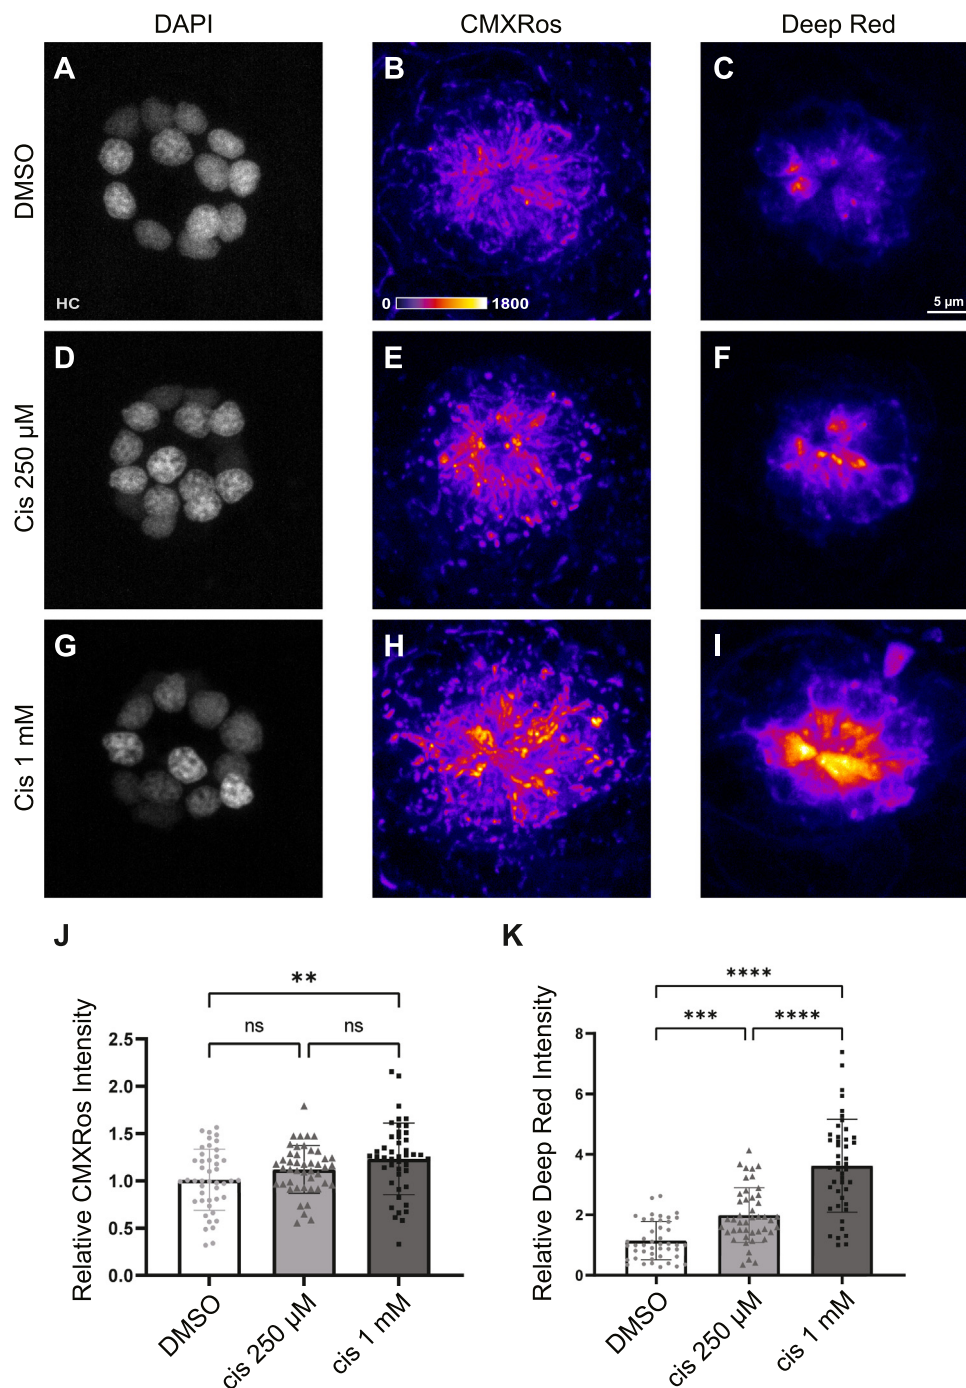 DAPI CMXRos Deep Red
DMSO
A B C
HC
0 1800
5 µm
Cis 250 µM
D E F
Cis 1 mM
G H I
J K
Relative CMXRos Intensity
**
ns ns
2.5
2.0
1.5
1.0
0.5
0.0
DMSO
cis 250 µM
cis 1 mM
Relative Deep Red Intensity
****
*** ****
8
6
4
2
0
DMSO
cis 250 µM
cis 1 mM